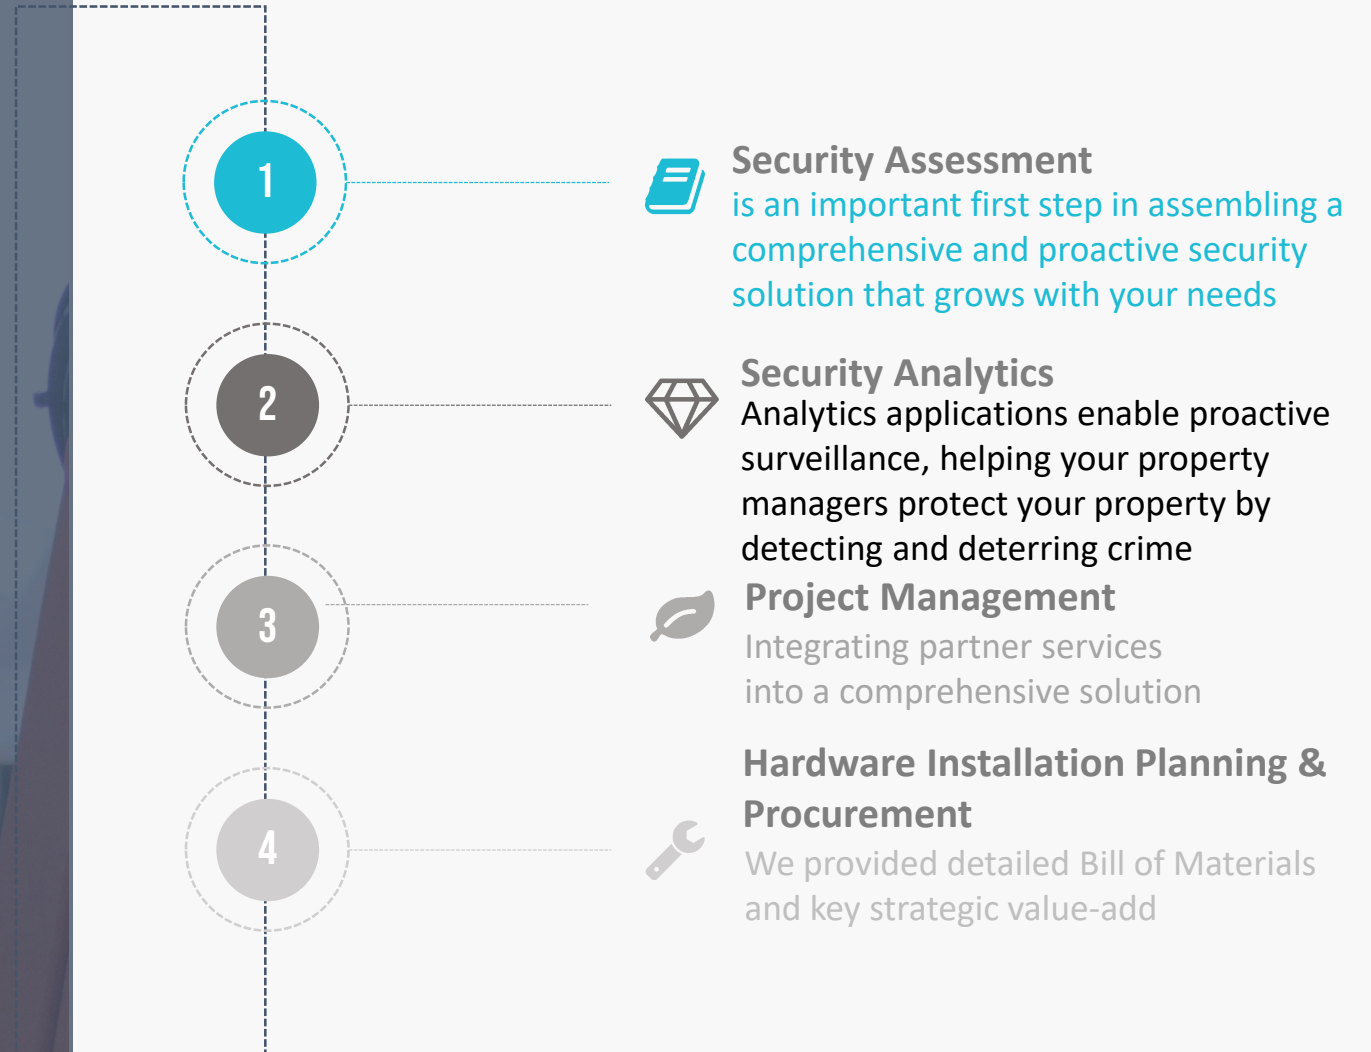 1
Security Assessment
is an important first step in assembling a
comprehensive and proactive security
solution that grows with your needs
2
Security Analytics
Analytics applications enable proactive
surveillance, helping your property
managers protect your property by
detecting and deterring crime
3
Project Management
Integrating partner services
into a comprehensive solution
4
Hardware Installation Planning &
Procurement
We provided detailed Bill of Materials
and key strategic value-add